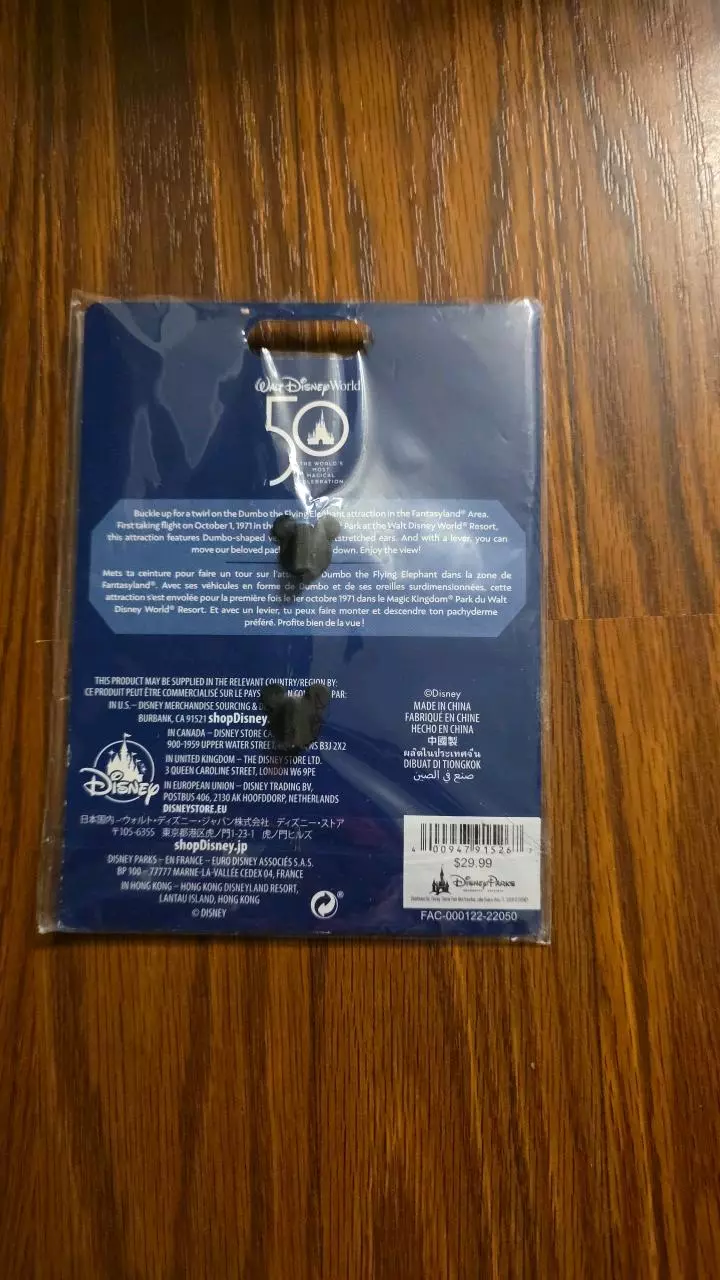 Walt Disney World
50
THE WORLD'S
MOST
MAGICAL
CELEBRATION
Buckle up for a twirl on the Dumbo the Flying Elephant attraction in the Fantasyland® Area.
First taking flight on October 1, 1971 in the Park at the Walt Disney World® Resort,
this attraction features Dumbo-shaped tstretched ears. And with a lever, you can
move our beloved down. Enjoy the view!
Mets ta ceinture pour faire un tour sur Dumbo the Flying Elephant dans la zone de
Fantasyland®. Avec ses véhicules en forme de Dumbo et de ses oreilles surdimensionnées, cette
attraction s'est envolée pour la première fois le 1er octobre 1971 dans le Magic Kingdom® Park du Walt
Disney World® Resort. Et avec un levier, tu peux faire monter et descendre ton pachyderme
préféré. Profite bien de la vue !
THIS PRODUCT MAY BE SUPPLIED IN THE RELEVANT COUNTRY/REGION BY:
CE PRODUIT PEUT ÊTRE COMMERCIALISÉ SUR LE PAR:
IN U.S. – DISNEY MERCHANDISE SOURCING &
BURBANK, CA 91521 shopDisney.
IN CANADA – DISNEY STORE
900-1959 UPPER WATER STREET, NS B3J 2X2
IN UNITED KINGDOM – THE DISNEY STORE LTD.
3 QUEEN CAROLINE STREET, LONDON W6 9PE
IN EUROPEAN UNION – DISNEY TRADING BV,
POSTBUS 406, 2130 AK HOOFDDORP, NETHERLANDS
DISNEYSTORE.EU
Disney
日本国内–ウォルト・ディズニー・ジャパン株式会社 ディズニー・ストア
〒105-6355 東京都港区虎ノ門1-23-1 虎ノ門ヒルズ
shopDisney.jp
DISNEY PARKS – EN FRANCE – EURO DISNEY ASSOCIÉS S.A.S.
BP 100 – 77777 MARNE-LA-VALLÉE CEDEX 04, FRANCE
IN HONG KONG – HONG KONG DISNEYLAND RESORT,
LANTAU ISLAND, HONG KONG
© DISNEY
©Disney
MADE IN CHINA
FABRIQUÉ EN CHINE
HECHO EN CHINA
中國製
ผลิตในประเทศจีน
DIBUAT DI TIONGKOK
صنع في الصين
4 00947 91526 7
$29.99
Disney Parks
FAC-000122-22050